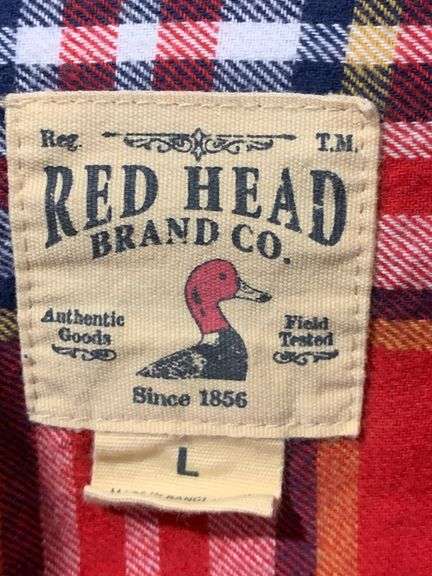 Reg. T.M.
RED HEAD
BRAND CO.
Authentic
Goods
Field
Tested
Since 1856
L